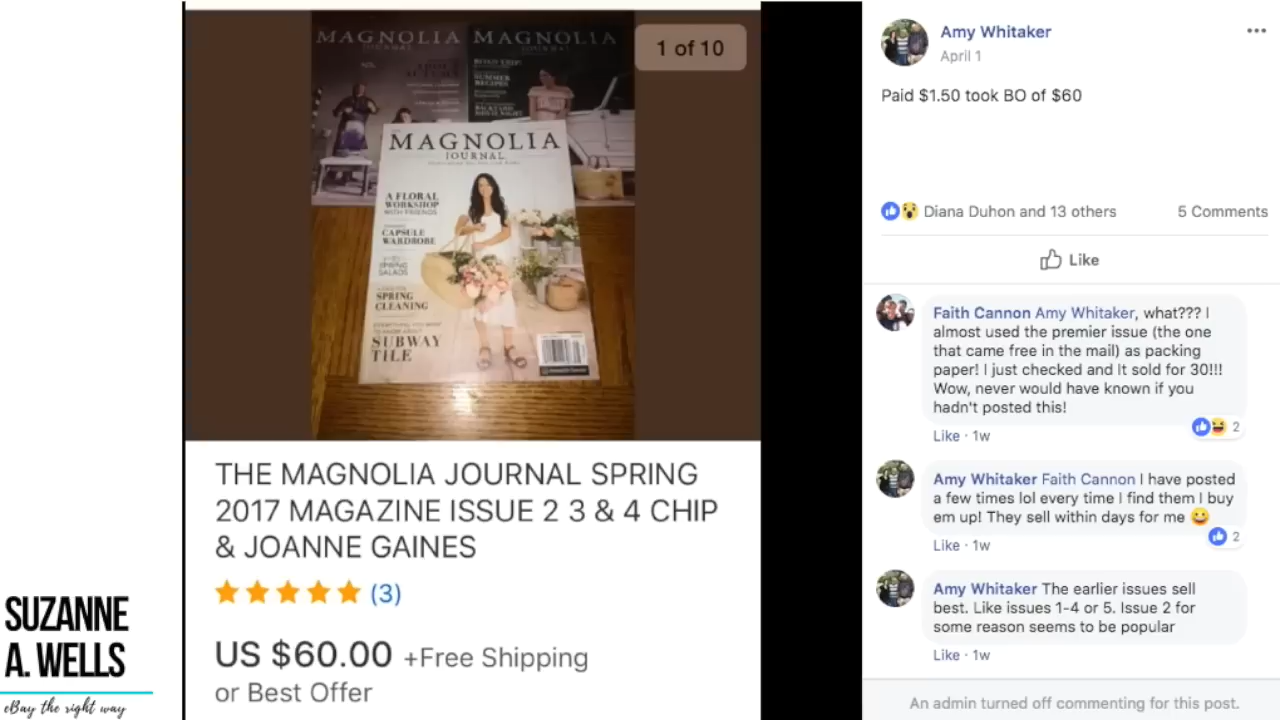 MAGNOLIA
JOURNAL
MAGNOLIA
JOURNAL
1 of 10
ROAD TRIP!
SUMMER
RECIPES
MAGNOLIA
JOURNAL
A FLORAL
WORKSHOP
WITH FRIENDS
CAPSULE
WARDROBE
SPRING
SALADS
SPRING
CLEANING
SUBWAY
TILE
THE MAGNOLIA JOURNAL SPRING
2017 MAGAZINE ISSUE 2 3 & 4 CHIP
& JOANNE GAINES
(3)
US $60.00 +Free Shipping
or Best Offer
SUZANNE
A. WELLS
eBay the right way
Amy Whitaker
April 1
Paid $1.50 took BO of $60
Diana Duhon and 13 others 5 Comments
Like
Faith Cannon Amy Whitaker, what??? I
almost used the premier issue (the one
that came free in the mail) as packing
paper! I just checked and It sold for 30!!!
Wow, never would have known if you
hadn't posted this!
2
Like · 1w
Amy Whitaker Faith Cannon I have posted
a few times lol every time I find them I buy
em up! They sell within days for me
2
Like · 1w
Amy Whitaker The earlier issues sell
best. Like issues 1-4 or 5. Issue 2 for
some reason seems to be popular
Like · 1w
An admin turned off commenting for this post.